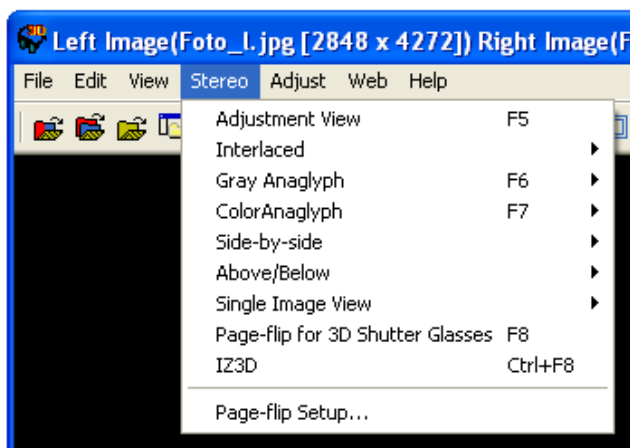 Left Image(Foto_l.jpg [2848 x 4272]) Right Image(F
File Edit View Stereo Adjust Web Help
Adjustment View F5
Interlaced
Gray Anaglyph F6
ColorAnaglyph F7
Side-by-side
Above/Below
Single Image View
Page-flip for 3D Shutter Glasses F8
IZ3D Ctrl+F8
Page-flip Setup...